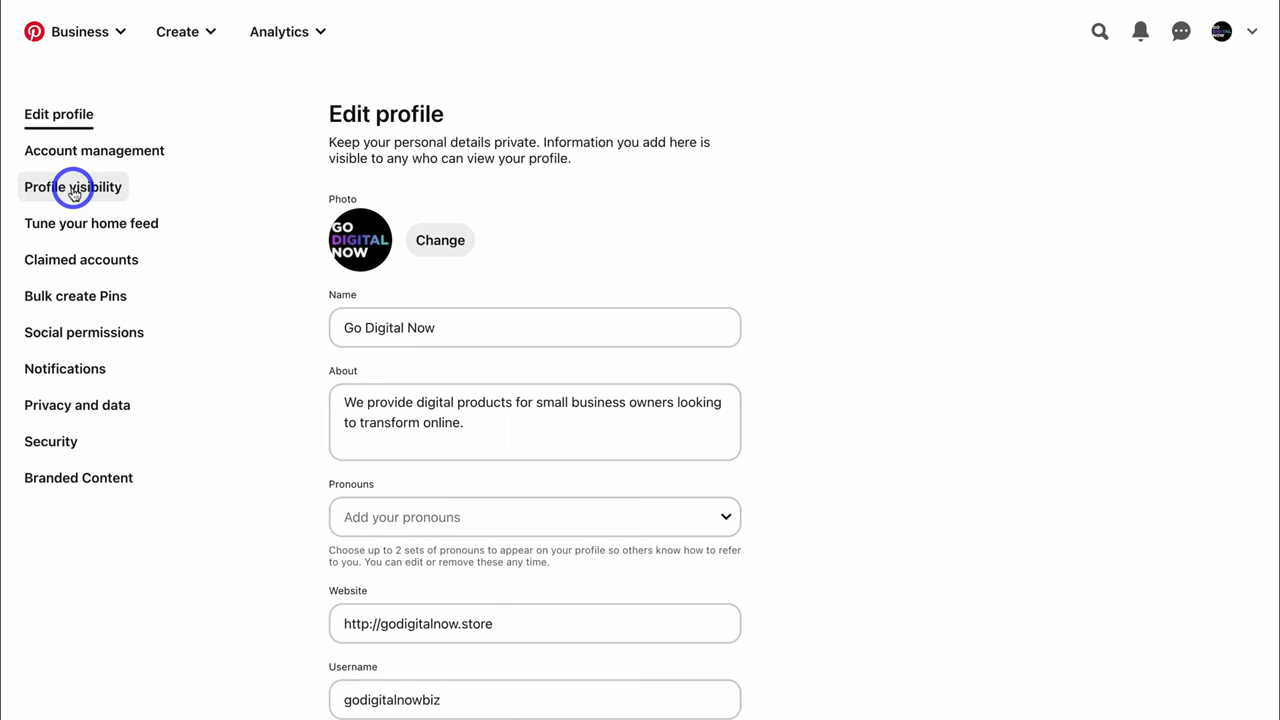 Business
Create
Analytics
GO
DIGITAL
NOW
Edit profile
Account management
Profile visibility
Tune your home feed
Claimed accounts
Bulk create Pins
Social permissions
Notifications
Privacy and data
Security
Branded Content
Edit profile
Keep your personal details private. Information you add here is
visible to any who can view your profile.
Photo
GO
DIGITAL
NOW
Change
Name
Go Digital Now
About
We provide digital products for small business owners looking
to transform online.
Pronouns
Add your pronouns
Choose up to 2 sets of pronouns to appear on your profile so others know how to refer
to you. You can edit or remove these any time.
Website
http://godigitalnow.store
Username
godigitalnowbiz